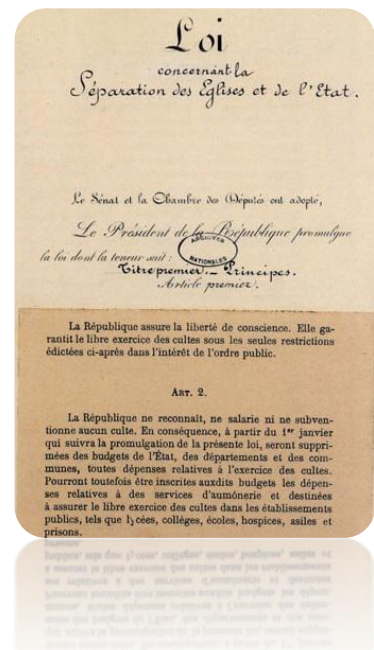 Loi
concernant la
Séparation des Eglises et de l'Etat.
Le Sénat et la Chambre des Députés ont adopté,
Le Président de la République promulgue
la loi dont la teneur suit :
ARCHIVES
NATIONALES
Titre premier. _ Principes.
Article premier.
La République assure la liberté de conscience. Elle ga-
rantit le libre exercice des cultes sous les seules restrictions
édictées ci-après dans l'intérêt de l'ordre public.
ART. 2.
La République ne reconnaît, ne salarie ni ne subven-
tionne aucun culte. En conséquence, à partir du 1er janvier
qui suivra la promulgation de la présente loi, seront suppri-
mées des budgets de l'État, des départements et des com-
munes, toutes dépenses relatives à l'exercice des cultes.
Pourront toutefois être inscrites auxdits budgets les dépen-
ses relatives à des services d'aumônerie et destinées
à assurer le libre exercice des cultes dans les établissements
publics, tels que lycées, collèges, écoles, hospices, asiles et
prisons.